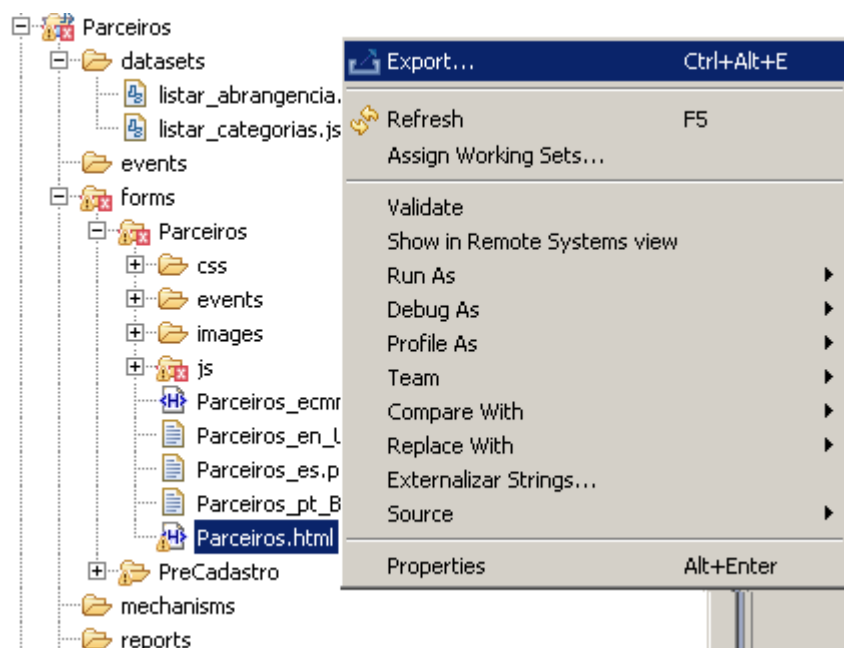 Parceiros
datasets
listar_abrangencia.
listar_categorias.js
events
forms
Parceiros
css
events
images
js
Parceiros_ecm
Parceiros_en_
Parceiros_es.p
Parceiros_pt_B
Parceiros.html
PreCadastro
mechanisms
reports
Export... Ctrl+Alt+E
Refresh F5
Assign Working Sets...
Validate
Show in Remote Systems view
Run As
Debug As
Profile As
Team
Compare With
Replace With
Externalizar Strings...
Source
Properties Alt+Enter